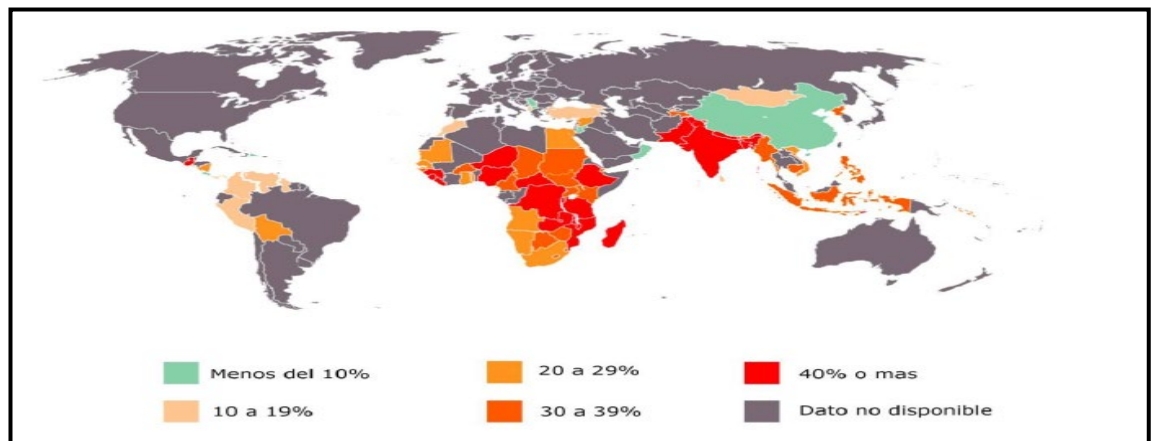 Menos del 10%
20 a 29%
40% o mas
10 a 19%
30 a 39%
Dato no disponible